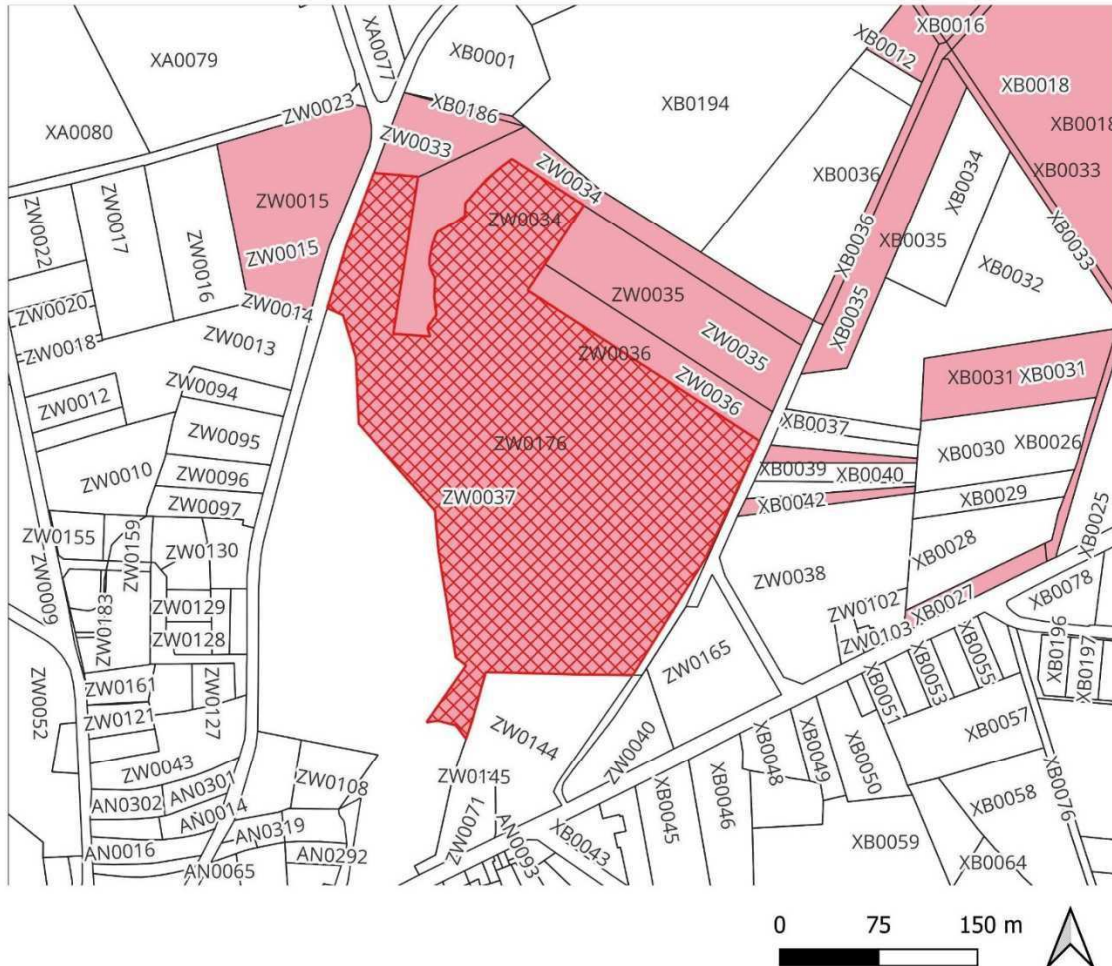 XB0016
XA0077
XB0012
XB0001
XA0079
XB0018
XB0194
XB0186
ZW0023
XB0018
XA0080
ZW0033
XB0033
XB0034
XB0036
ZW0034
ZW0015
ZW0017
ZW0034
ZW0022
XB0036
XB0035
XB0033
ZW0016
ZW0015
XB0032
ZW0035
ZW0020
ZW0014
XB0035
ZW0018
ZW0013
ZW0035
ZW0036
XB0031
XB0031
ZW0094
ZW0036
ZW0012
XB0037
ZW0095
ZW0176
XB0026
XB0030
XB0039
XB0040
ZW0010
ZW0096
ZW0037
XB0029
XB0042
ZW0097
XB0025
ZW0155
ZW0159
ZW0130
XB0028
ZW0038
XB0078
ZW0009
ZW0183
ZW0129
ZW0102
XB0027
ZW0128
ZW0103
XB0055
XB0196
XB0197
ZW0165
XB0053
XB0051
ZW0161
ZW0052
ZW0127
ZW0121
XB0057
ZW0144
ZW0040
XB0048
XB0049
XB0050
ZW0043
ZW0145
ZW0108
XB0076
AN0301
AN0302
XB0058
XB0046
AN0014
XB0045
ZW0071
AN0319
XB0059
AN0093
XB0043
AN0016
AN0292
XB0064
AN0065
0 75 150 m